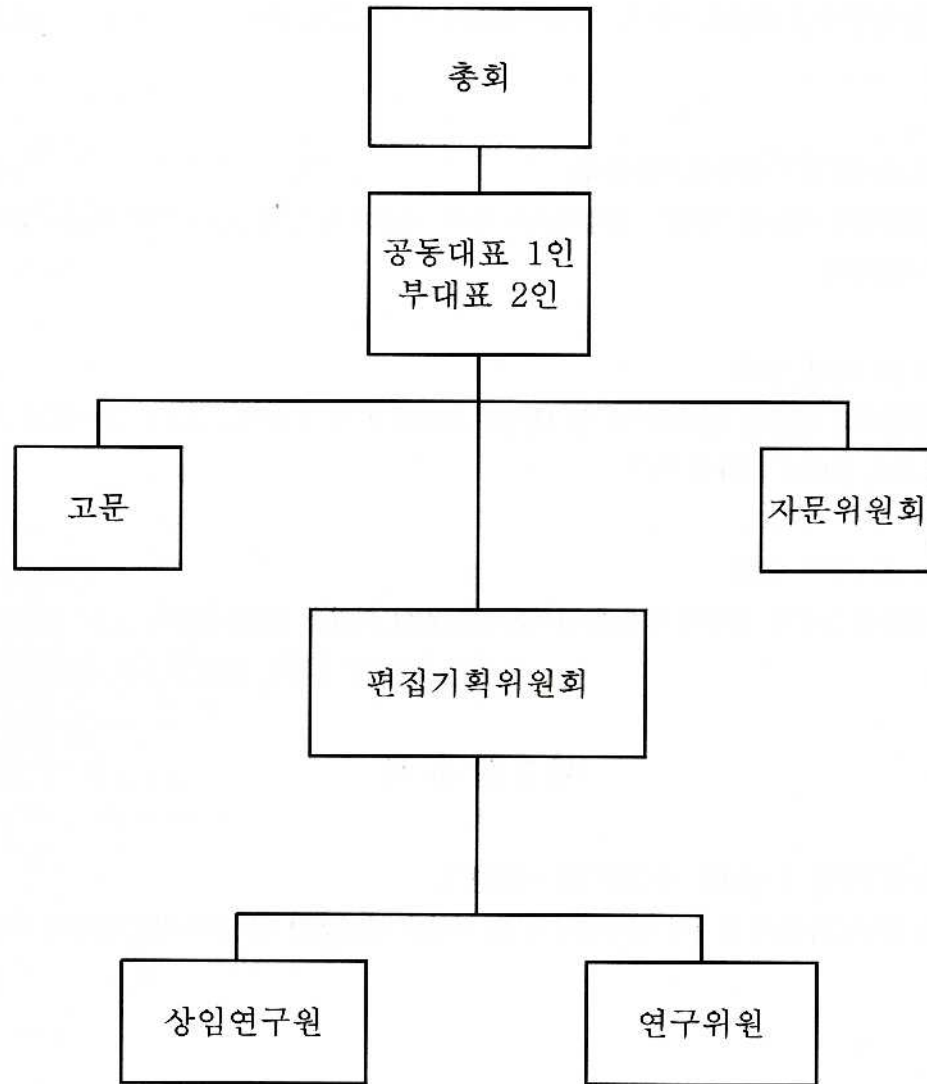 총회
공동대표 1인
부대표 2인
고문
자문위원회
편집기획위원회
상임연구원
연구위원